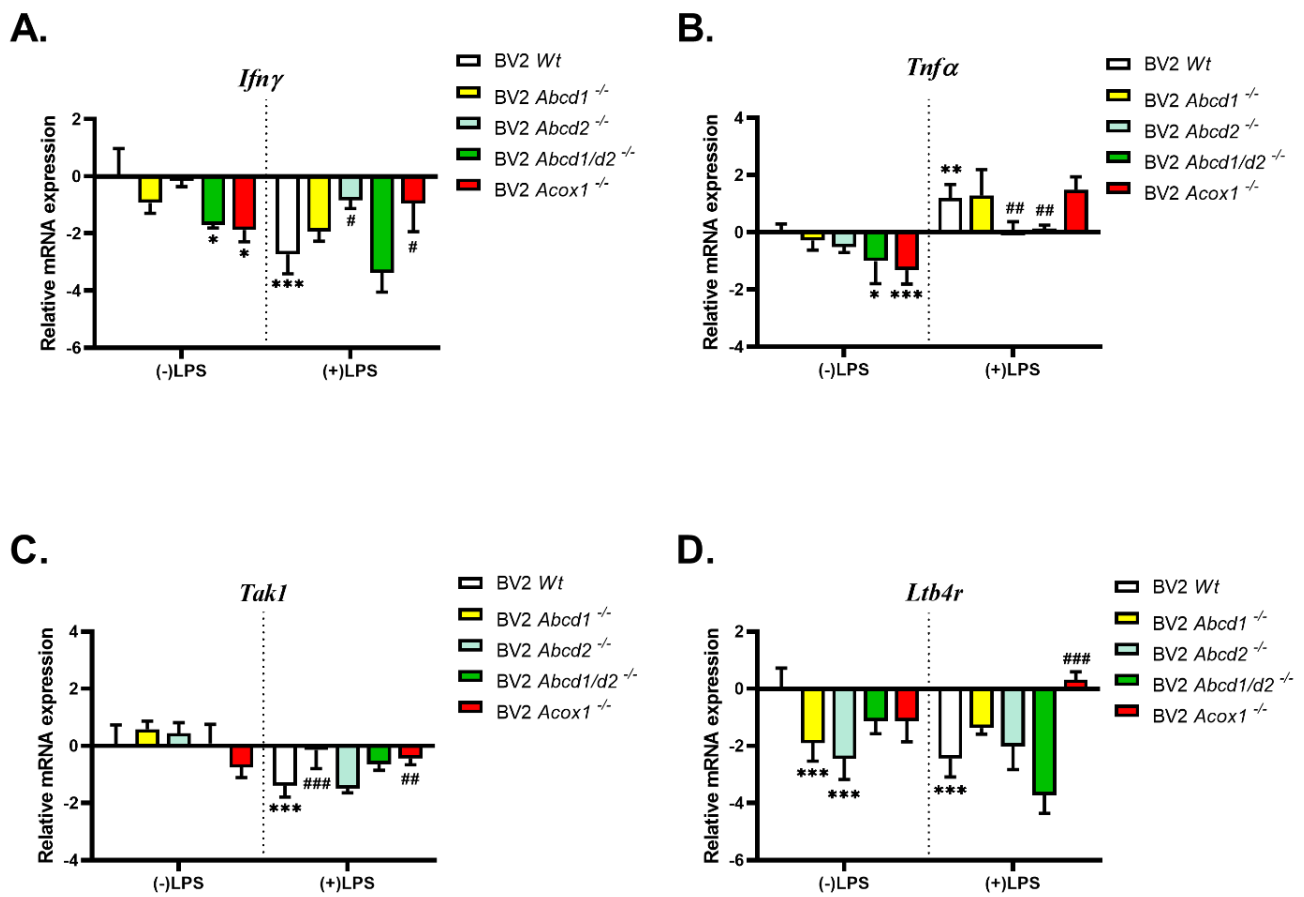 A.
Ifnγ
Relative mRNA expression
2
0
-2
-4
-6
*
*
***
#
#
(-)LPS
(+)LPS
BV2 Wt
BV2 Abcd1 -/-
BV2 Abcd2 -/-
BV2 Abcd1/d2 -/-
BV2 Acox1 -/-
B.
Tnfα
Relative mRNA expression
4
2
0
-2
-4
*
***
**
##
##
(-)LPS
(+)LPS
BV2 Wt
BV2 Abcd1 -/-
BV2 Abcd2 -/-
BV2 Abcd1/d2 -/-
BV2 Acox1 -/-
C.
Tak1
Relative mRNA expression
4
2
0
-2
-4
***
###
##
(-)LPS
(+)LPS
BV2 Wt
BV2 Abcd1 -/-
BV2 Abcd2 -/-
BV2 Abcd1/d2 -/-
BV2 Acox1 -/-
D.
Ltb4r
Relative mRNA expression
2
0
-2
-4
-6
***
***
***
###
(-)LPS
(+)LPS
BV2 Wt
BV2 Abcd1 -/-
BV2 Abcd2 -/-
BV2 Abcd1/d2 -/-
BV2 Acox1 -/-